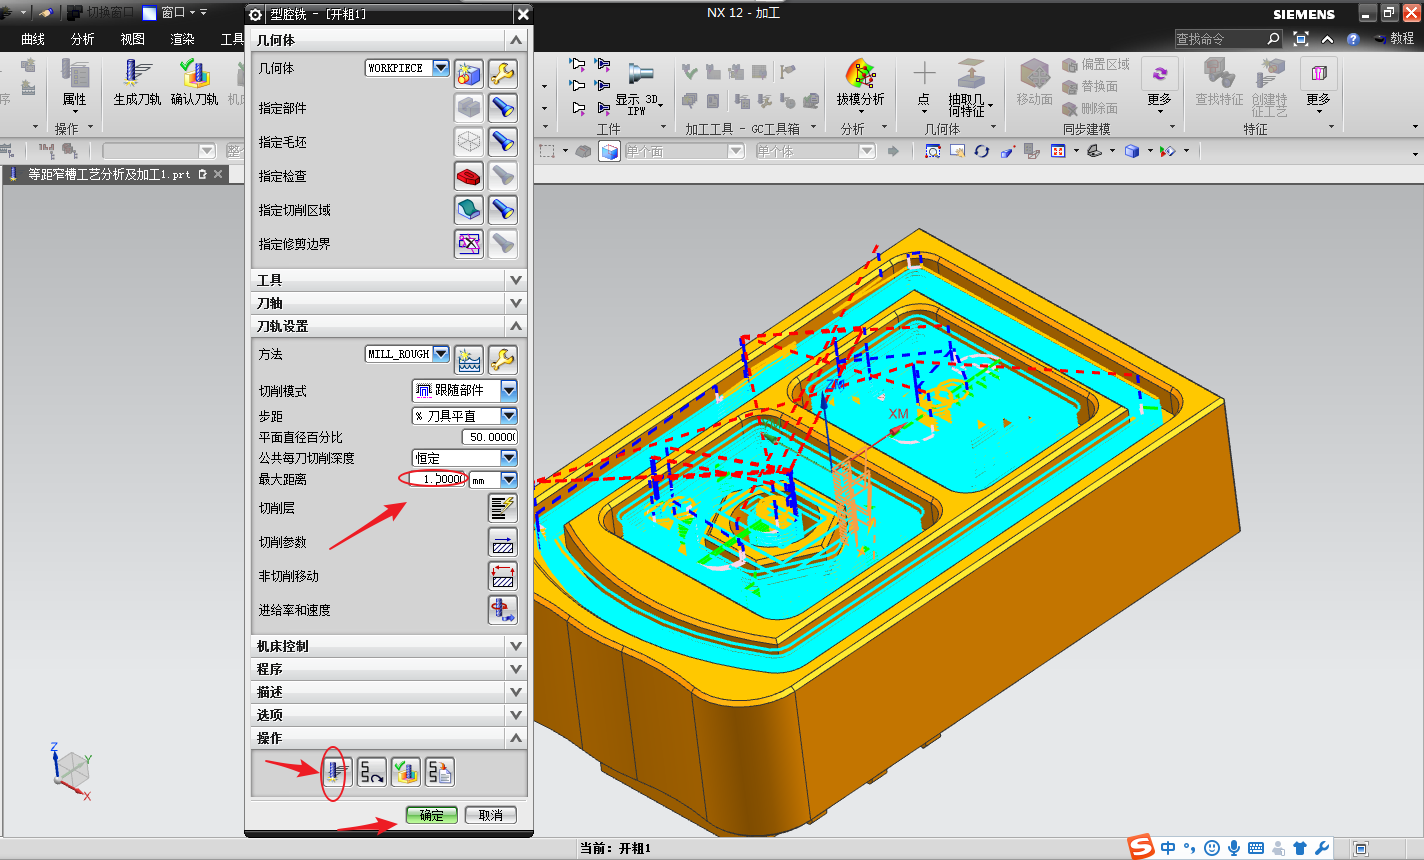 切换窗口
窗口
NX 12 - 加工
SIEMENS
曲线
分析
视图
渲染
工具
查找命令
教程
属性
生成刀轨
确认刀轨
操作
显示 3D
IPW
工件
加工工具 - GC工具箱
拔模分析
分析
点
抽取几
何特征
几何体
移动面
偏置区域
替换面
删除面
更多
同步建模
查找特征
创建特
征工艺
更多
特征
单个面
单个体
等距窄槽工艺分析及加工1.prt
型腔铣 - [开粗1]
几何体
几何体
WORKPIECE
指定部件
指定毛坯
指定检查
指定切削区域
指定修剪边界
工具
刀轴
刀轨设置
方法
MILL_ROUGH
切削模式
跟随部件
步距
% 刀具平直
平面直径百分比
50.0000
公共每刀切削深度
恒定
最大距离
1.0000
mm
切削层
切削参数
非切削移动
进给率和速度
机床控制
程序
描述
选项
操作
确定
取消
XM
ZM
Z
Y
X
当前: 开粗1
S
中